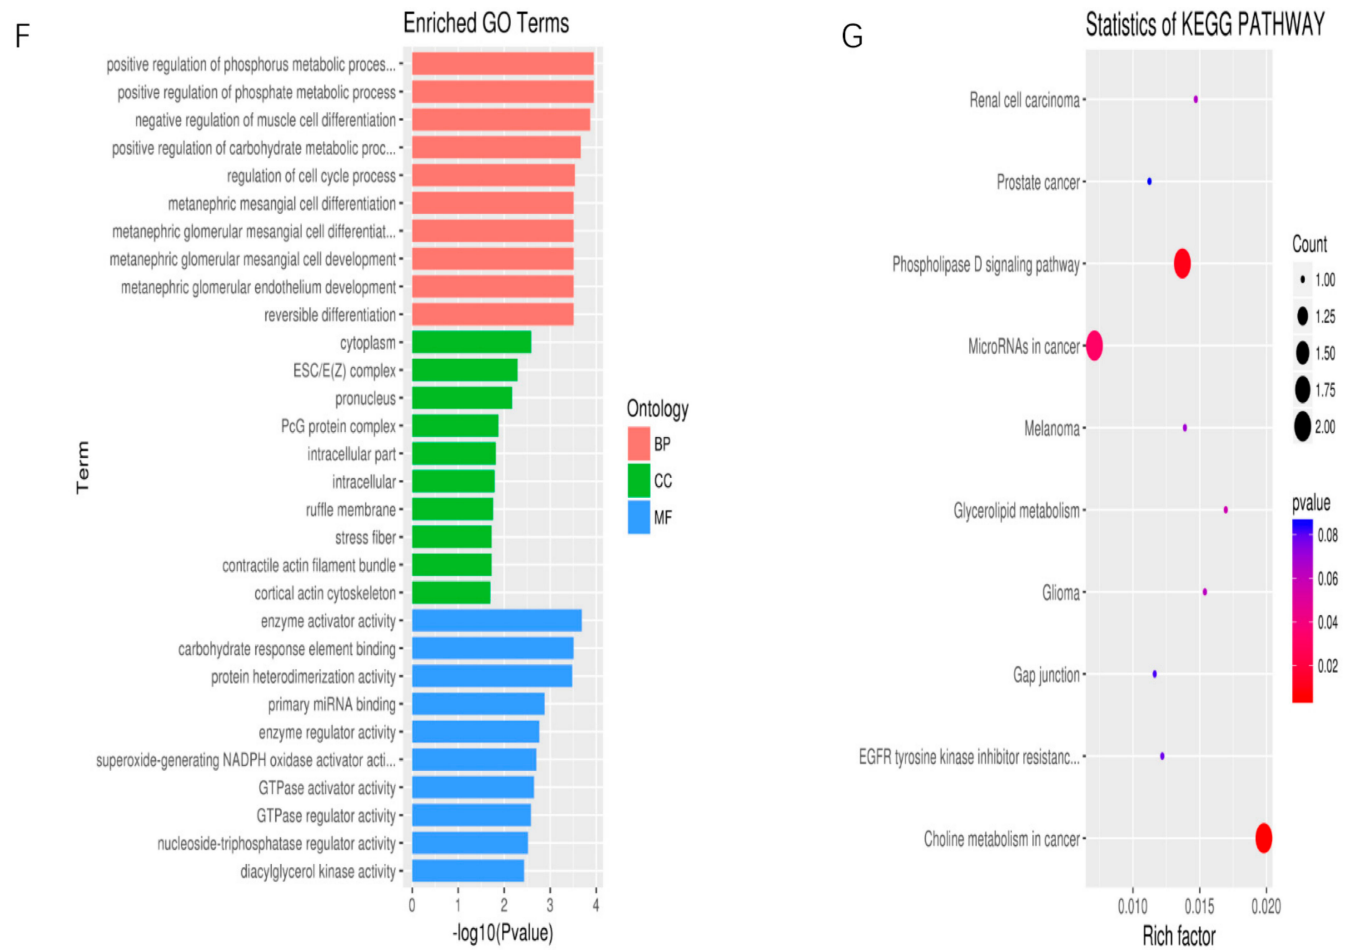 F
Enriched GO Terms
positive regulation of phosphorus metabolic proces...
positive regulation of phosphate metabolic process
negative regulation of muscle cell differentiation
positive regulation of carbohydrate metabolic proc...
regulation of cell cycle process
metanephric mesangial cell differentiation
metanephric glomerular mesangial cell differentiat...
metanephric glomerular mesangial cell development
metanephric glomerular endothelium development
reversible differentiation
cytoplasm
ESC/E(Z) complex
pronucleus
PcG protein complex
intracellular part
intracellular
ruffle membrane
stress fiber
contractile actin filament bundle
cortical actin cytoskeleton
enzyme activator activity
carbohydrate response element binding
protein heterodimerization activity
primary miRNA binding
enzyme regulator activity
superoxide-generating NADPH oxidase activator acti...
GTPase activator activity
GTPase regulator activity
nucleoside-triphosphatase regulator activity
diacylglycerol kinase activity
Term
0 1 2 3 4
-log10(Pvalue)
Ontology
BP
CC
MF
G
Statistics of KEGG PATHWAY
Renal cell carcinoma
Prostate cancer
Phospholipase D signaling pathway
MicroRNAs in cancer
Melanoma
Glycerolipid metabolism
Glioma
Gap junction
EGFR tyrosine kinase inhibitor resistanc...
Choline metabolism in cancer
0.010 0.015 0.020
Rich factor
Count
1.00
1.25
1.50
1.75
2.00
pvalue
0.08
0.06
0.04
0.02